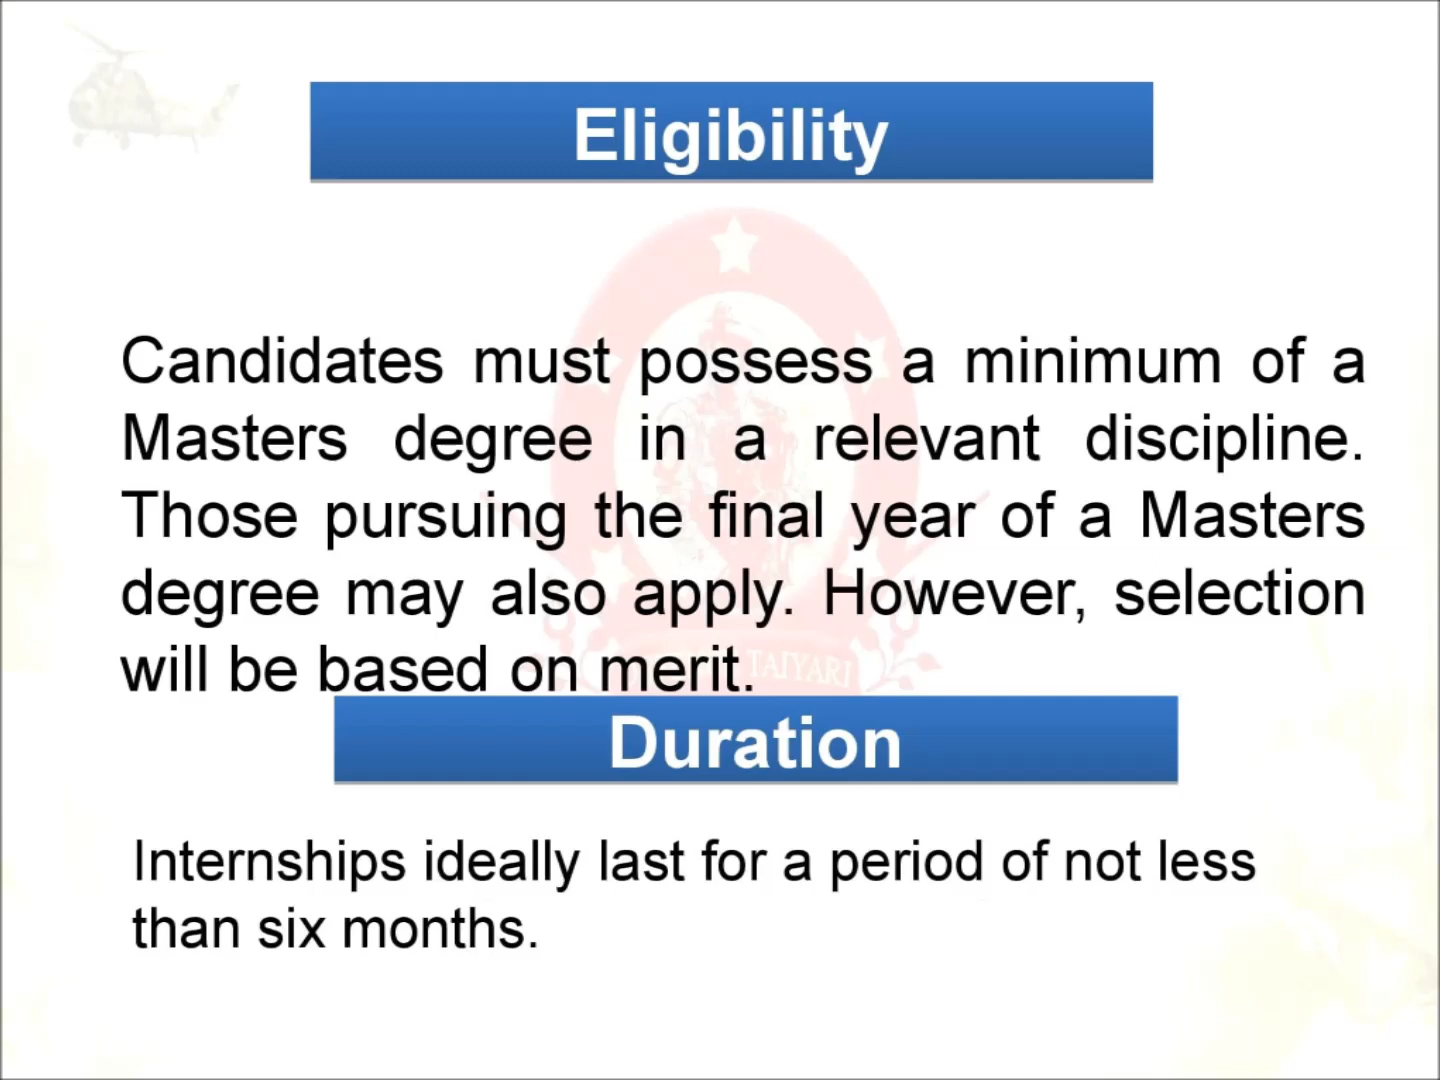 Eligibility
Candidates must possess a minimum of a
Masters degree in a relevant discipline.
Those pursuing the final year of a Masters
degree may also apply. However, selection
will be based on merit.
TAIYARI
Duration
Internships ideally last for a period of not less
than six months.